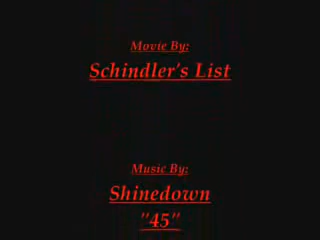 Movie By:
Schindler's List
Music By:
Shinedown
"45"